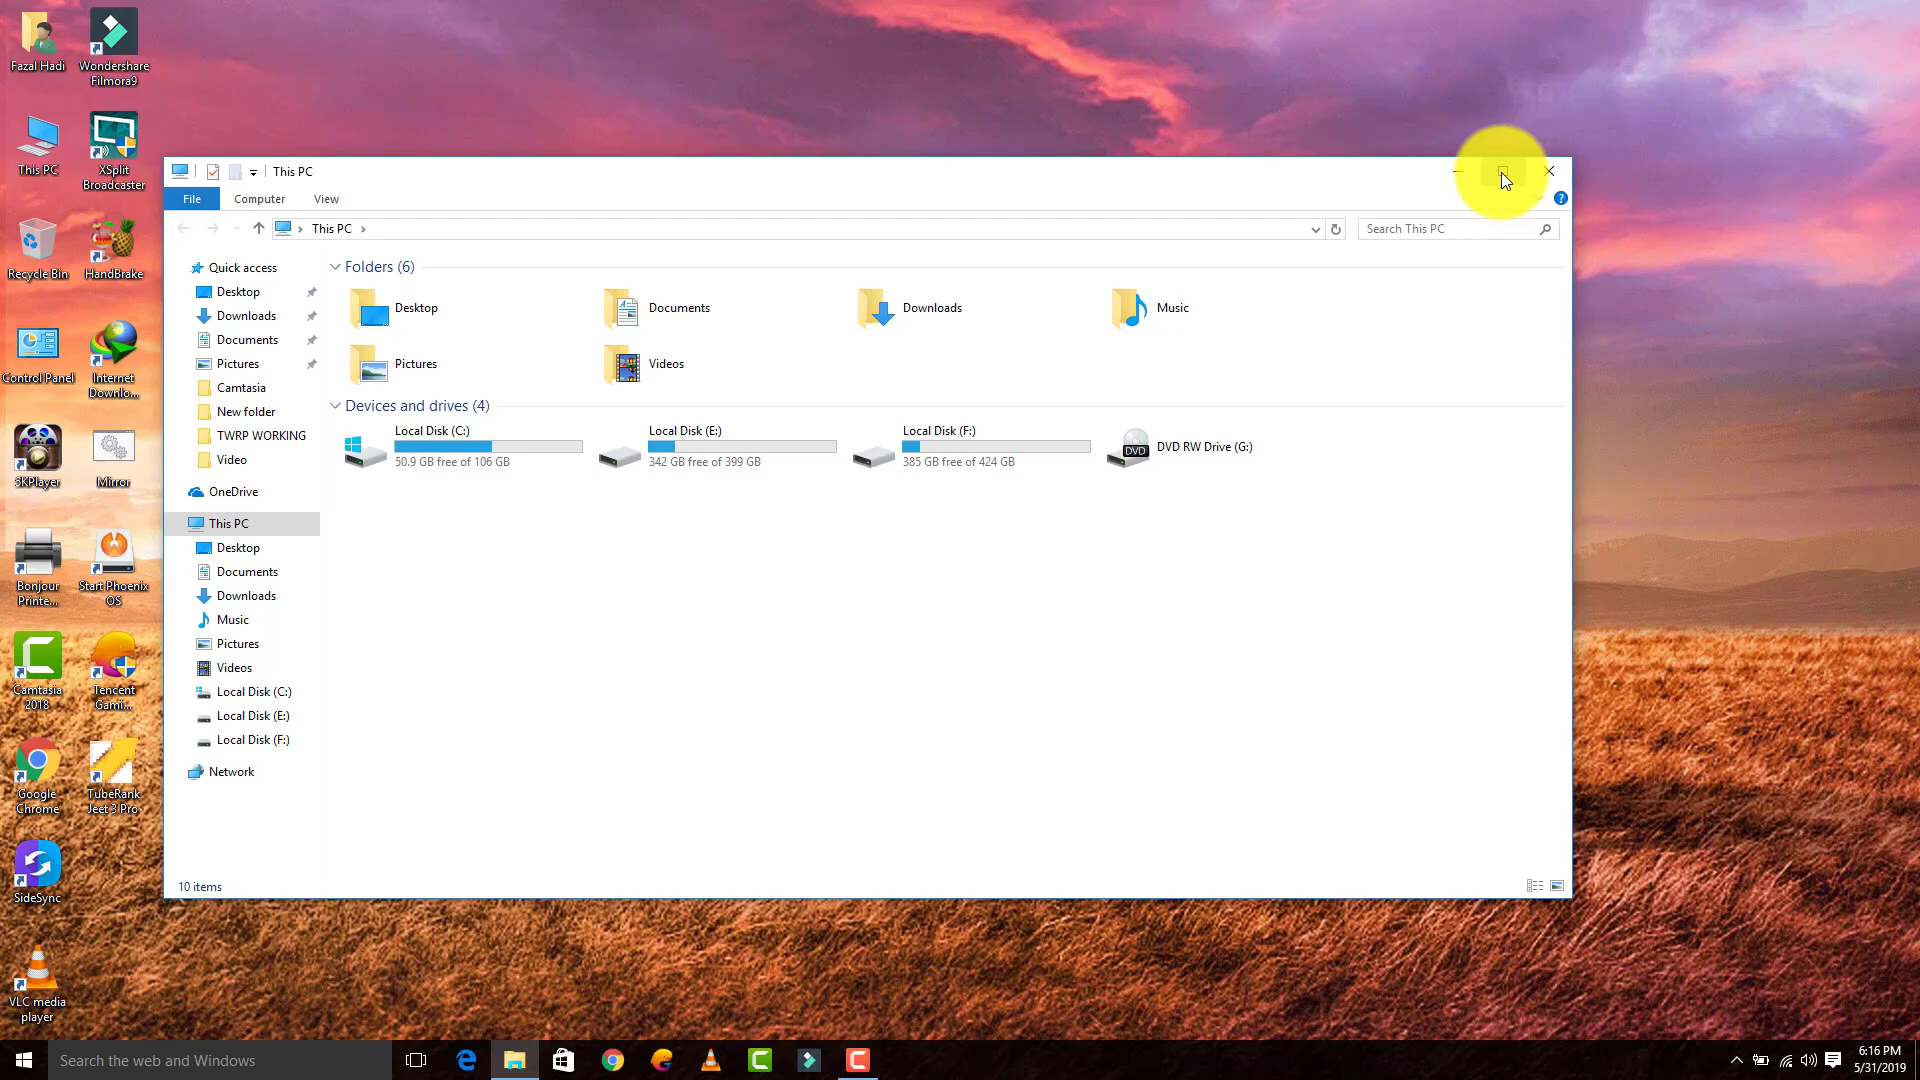 Fazal Hadi
Wondershare
Filmora9
This PC
XSplit
Broadcaster
Recycle Bin
HandBrake
Control Panel
Internet
Downlo...
5KPlayer
Mirror
Bonjour
Printe...
Start Phoenix
OS
Camtasia
2018
Tencent
Gami...
Google
Chrome
TubeRank
Jeet 3 Pro
SideSync
VLC media
player
This PC
File
Computer
View
This PC
Search This PC
Quick access
Desktop
Downloads
Documents
Pictures
Camtasia
New folder
TWRP WORKING
Video
OneDrive
This PC
Desktop
Documents
Downloads
Music
Pictures
Videos
Local Disk (C:)
Local Disk (E:)
Local Disk (F:)
Network
Folders (6)
Desktop
Documents
Downloads
Music
Pictures
Videos
Devices and drives (4)
Local Disk (C:)
50.9 GB free of 106 GB
Local Disk (E:)
342 GB free of 399 GB
Local Disk (F:)
385 GB free of 424 GB
DVD
DVD RW Drive (G:)
10 items
Search the web and Windows
6:16 PM
5/31/2019